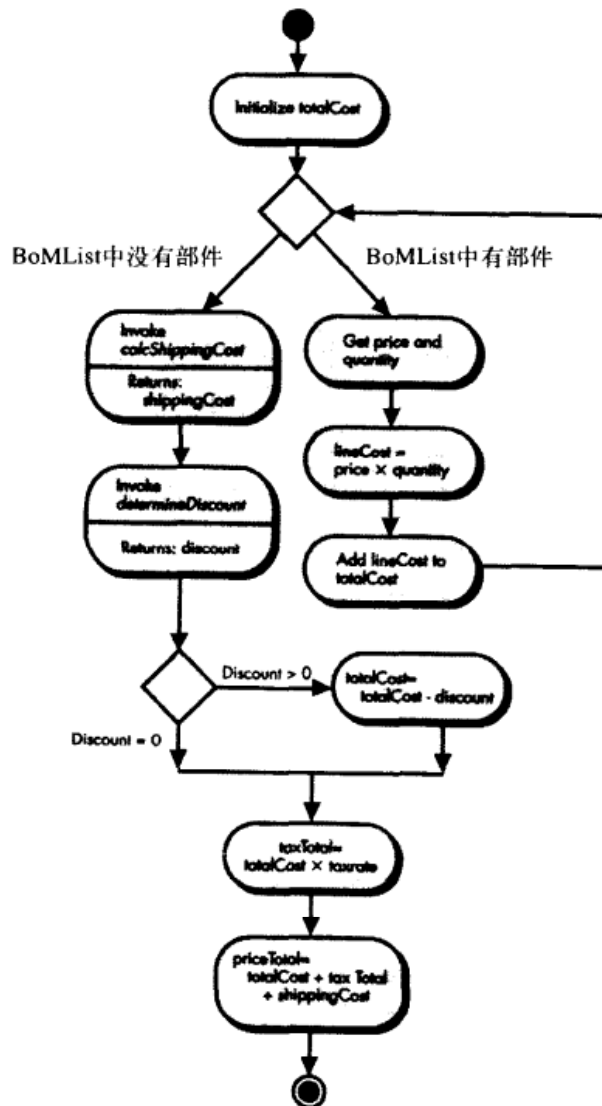 Initialize totalCost
BoMList中没有部件
BoMList中有部件
Invoke
calcShippingCost
Returns:
shippingCost
Get price and
quantity
lineCost =
price × quantity
Invoke
determineDiscount
Returns: discount
Add lineCost to
totalCost
Discount > 0
totalCost=
totalCost - discount
Discount = 0
taxTotal=
totalCost × taxrate
priceTotal=
totalCost + tax Total
+ shippingCost